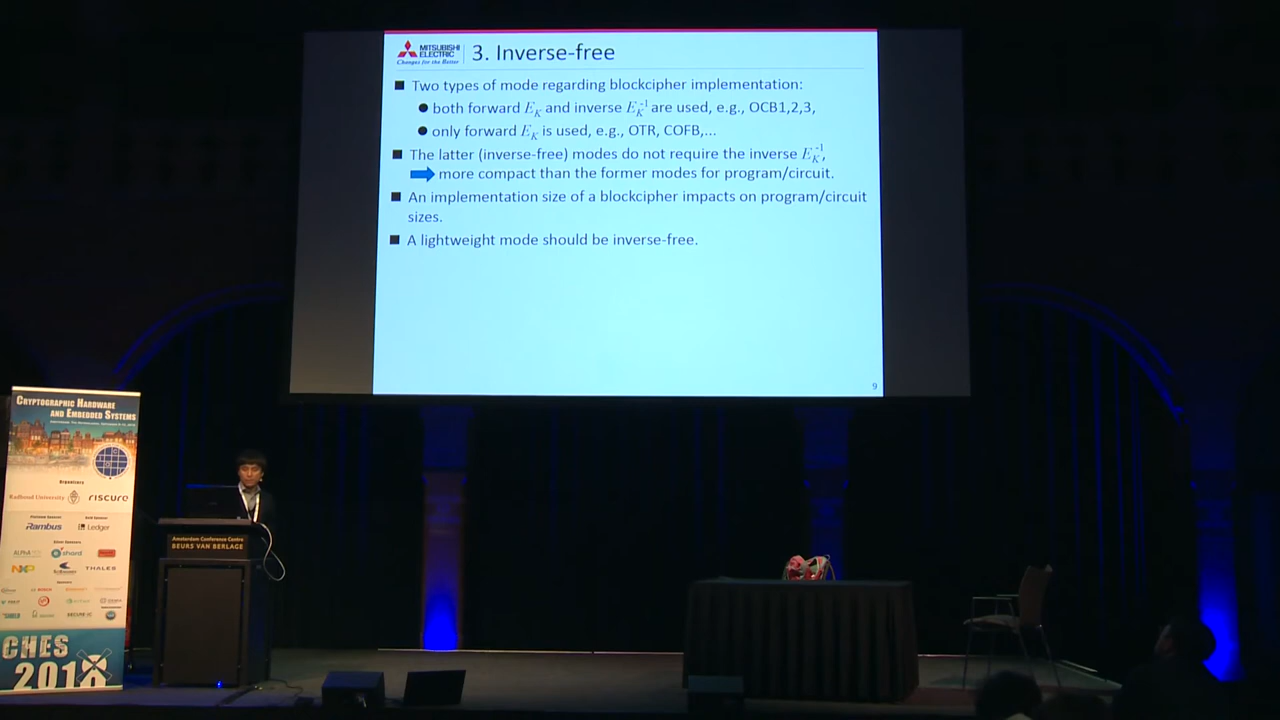 MITSUBISHI
ELECTRIC
Changes for the Better
3. Inverse-free
Two types of mode regarding blockcipher implementation:
both forward E_K and inverse E_K^-1 are used, e.g., OCB1,2,3,
only forward E_K is used, e.g., OTR, COFB,...
The latter (inverse-free) modes do not require the inverse E_K^-1,
more compact than the former modes for program/circuit.
An implementation size of a blockcipher impacts on program/circuit
sizes.
A lightweight mode should be inverse-free.
9
CRYPTOGRAPHIC HARDWARE
AND EMBEDDED SYSTEMS
Organizers
Radboud University
riscure
Rambus
Ledger
shard
NXP
THALES
CHES
2018
Amsterdam Conference Centre
BEURS VAN BERLAGE